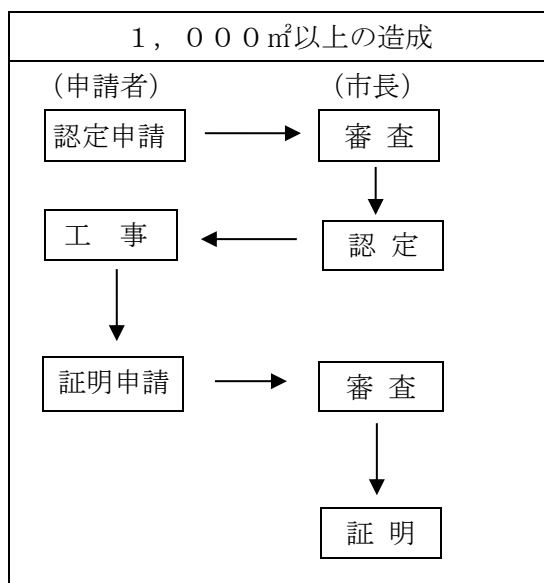 １，０００㎡以上の造成
（申請者） （市長）
認定申請 審 査
工 事 認 定
証明申請 審 査
証 明